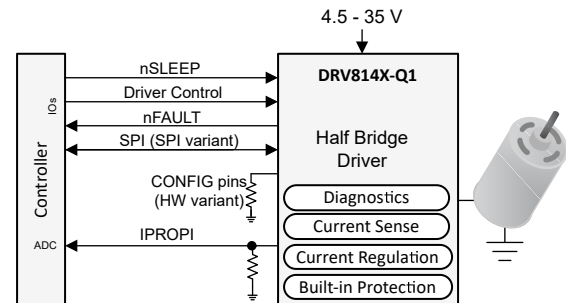 4.5 - 35 V
nSLEEP
Driver Control
nFAULT
SPI (SPI variant)
CONFIG pins
(HW variant)
IPROPI
Controller
IOs
ADC
DRV814X-Q1
Half Bridge
Driver
Diagnostics
Current Sense
Current Regulation
Built-in Protection